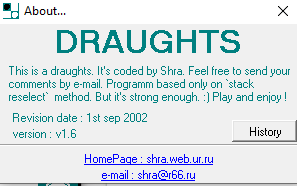 About...
DRAUGHTS
This is a draughts. It's coded by Shra. Feel free to send your
comments by e-mail. Programm based only on `stack
reselect` method. But it's strong enough. :) Play and enjoy !
Revision date : 1st sep 2002
version : v1.6
History
HomePage : shra.web.ur.ru
e-mail : shra@r66.ru